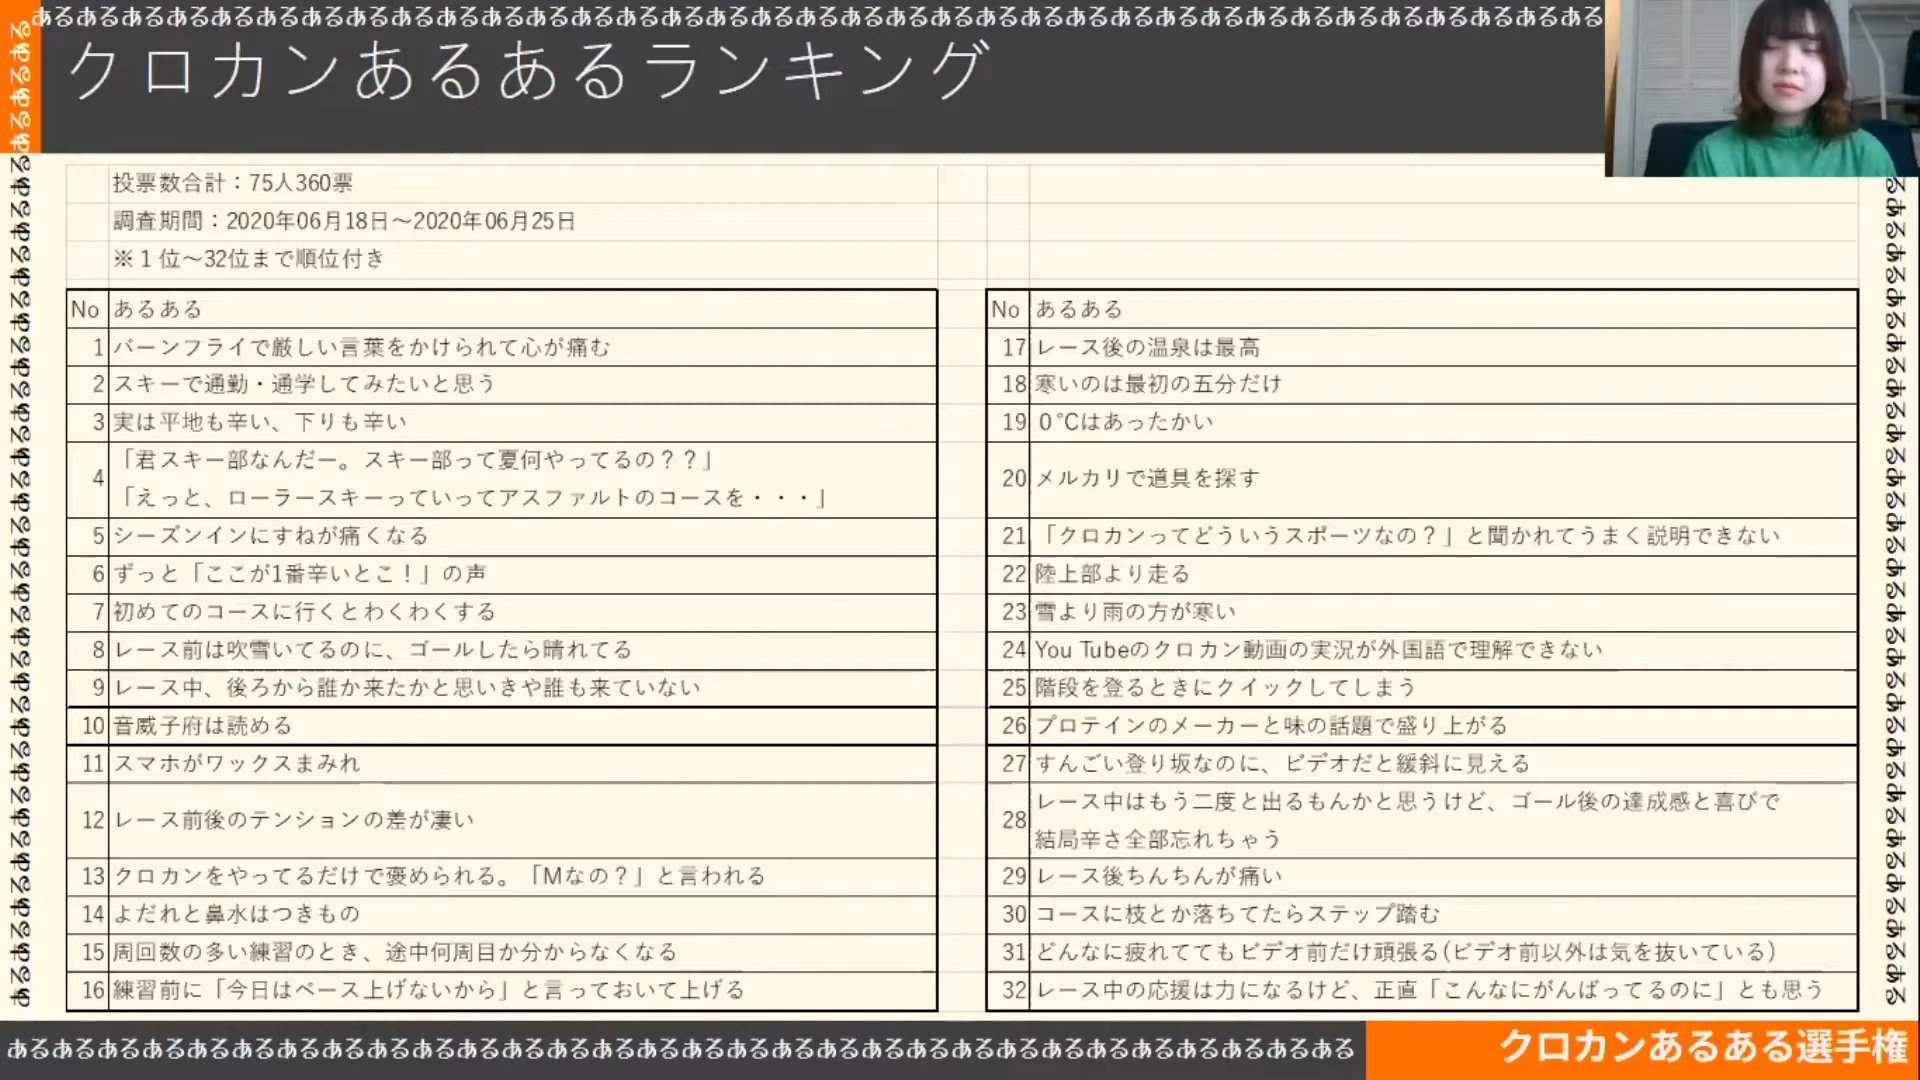 あるあるあるあるあるあるあるあるあるあるあるあるあるあるあるあるあるあるあるあるあるあるあるあるあるあるあるあるあるあるあるあるあるある
クロカンあるあるランキング
投票数合計：75人360票
調査期間：2020年06月18日～2020年06月25日
※１位～32位まで順位付き
No あるある
1 バーンフライで厳しい言葉をかけられて心が痛む
2 スキーで通勤・通学してみたいと思う
3 実は平地も辛い、下りも辛い
4 「君スキー部なんだー。スキー部って夏何やってるの？？」
「えっと、ローラースキーっていってアスファルトのコースを・・・」
5 シーズンインにすねが痛くなる
6 ずっと「ここが1番辛いとこ！」の声
7 初めてのコースに行くとわくわくする
8 レース前は吹雪いてるのに、ゴールしたら晴れてる
9 レース中、後ろから誰か来たかと思いきや誰も来ていない
10 音威子府は読める
11 スマホがワックスまみれ
12 レース前後のテンションの差が凄い
13 クロカンをやってるだけで褒められる。「Mなの？」と言われる
14 よだれと鼻水はつきもの
15 周回数の多い練習のとき、途中何周目か分からなくなる
16 練習前に「今日はペース上げないから」と言っておいて上げる
No あるある
17 レース後の温泉は最高
18 寒いのは最初の五分だけ
19 ０℃はあったかい
20 メルカリで道具を探す
21 「クロカンってどういうスポーツなの？」と聞かれてうまく説明できない
22 陸上部より走る
23 雪より雨の方が寒い
24 You Tubeのクロカン動画の実況が外国語で理解できない
25 階段を登るときにクイックしてしまう
26 プロテインのメーカーと味の話題で盛り上がる
27 すんごい登り坂なのに、ビデオだと緩斜に見える
28 レース中はもう二度と出るもんかと思うけど、ゴール後の達成感と喜びで
結局辛さ全部忘れちゃう
29 レース後ちんちんが痛い
30 コースに枝とか落ちてたらステップ踏む
31 どんなに疲れててもビデオ前だけ頑張る(ビデオ前以外は気を抜いている)
32 レース中の応援は力になるけど、正直「こんなにがんばってるのに」とも思う
あるあるあるあるあるあるあるあるあるあるあるあるあるあるあるあるあるあるあるあるあるあるあるあるあるあるあるあるある
クロカンあるある選手権